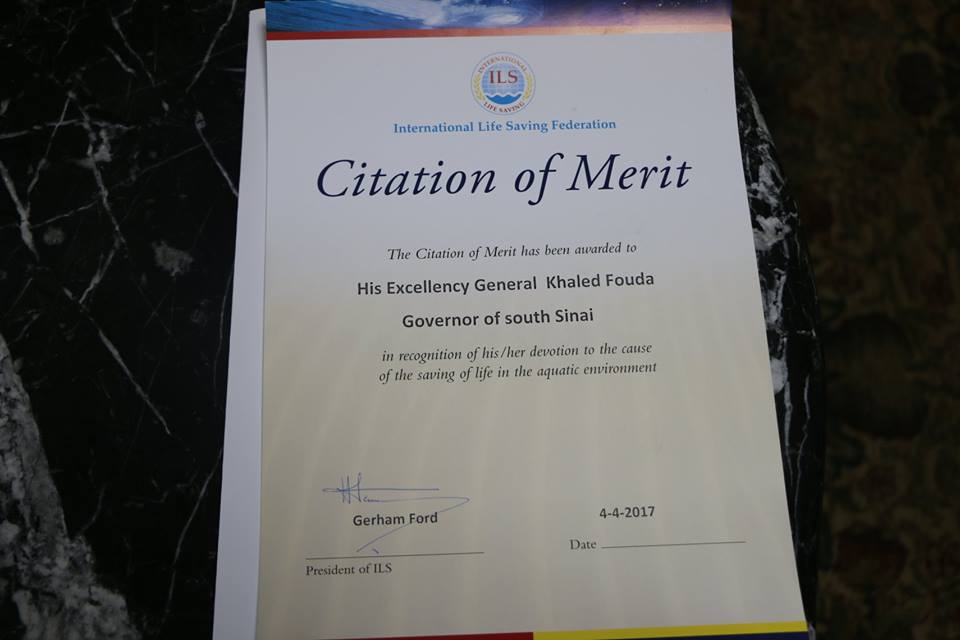 INTERNATIONAL
ILS
LIFE SAVING
International Life Saving Federation
Citation of Merit
The Citation of Merit has been awarded to
His Excellency General Khaled Fouda
Governor of south Sinai
in recognition of his/her devotion to the cause
of the saving of life in the aquatic environment
Gerham Ford
4-4-2017
Date
President of ILS